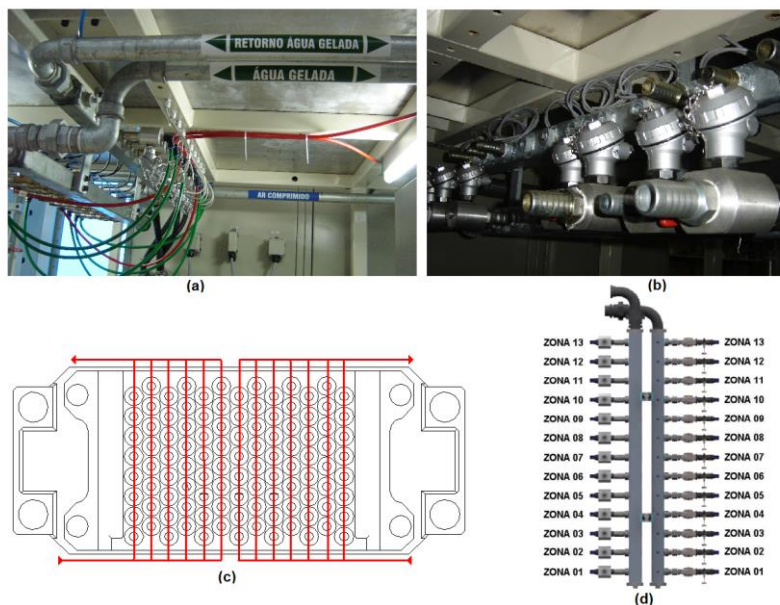 RETORNO ÁGUA GELADA
ÁGUA GELADA
AR COMPRIMIDO
(a)
(b)
(c)
ZONA 13 ZONA 13
ZONA 12 ZONA 12
ZONA 11 ZONA 11
ZONA 10 ZONA 10
ZONA 09 ZONA 09
ZONA 08 ZONA 08
ZONA 07 ZONA 07
ZONA 06 ZONA 06
ZONA 05 ZONA 05
ZONA 04 ZONA 04
ZONA 03 ZONA 03
ZONA 02 ZONA 02
ZONA 01 ZONA 01
(d)